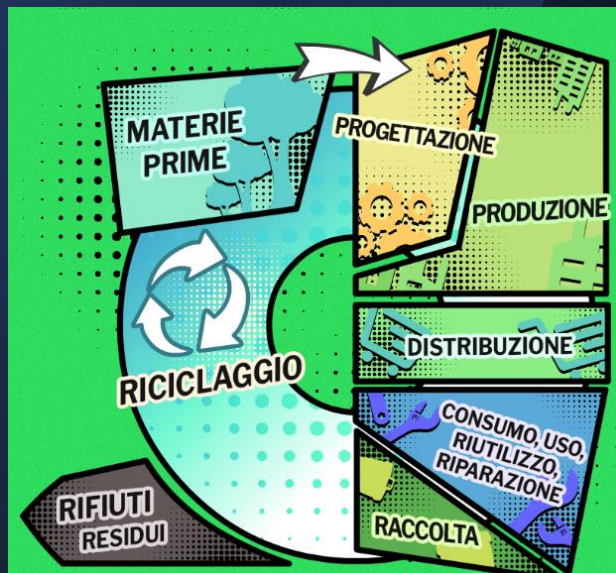 MATERIE
PRIME
PROGETTAZIONE
PRODUZIONE
DISTRIBUZIONE
CONSUMO, USO,
RIUTILIZZO,
RIPARAZIONE
RACCOLTA
RICICLAGGIO
RIFIUTI
RESIDUI